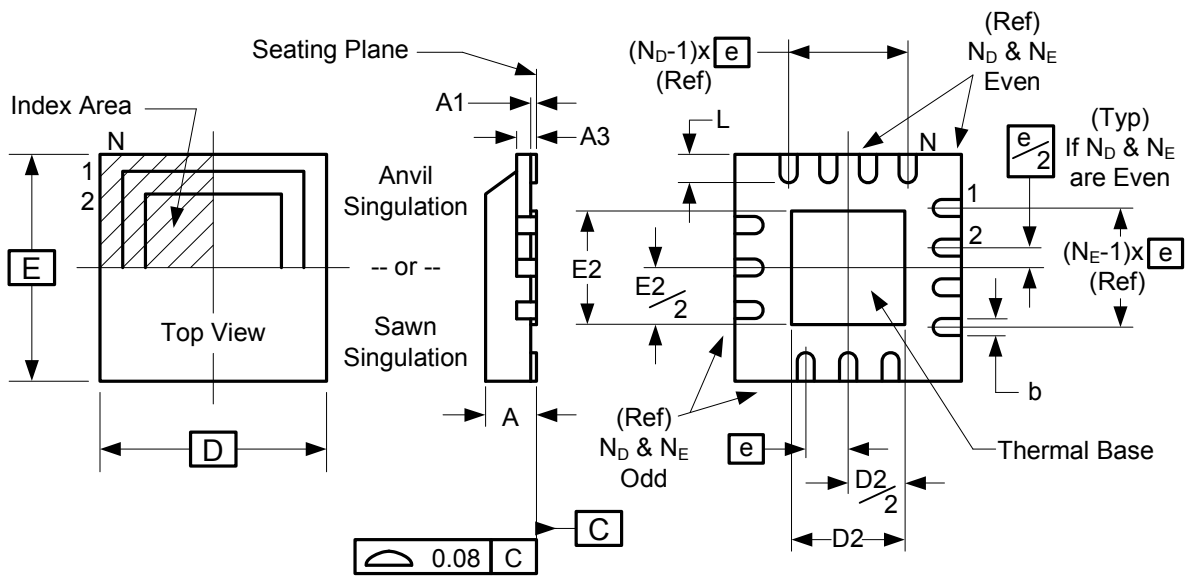 Seating Plane
(N_D-1)x e
(Ref)
(Ref)
N_D & N_E
Even
Index Area
A1
A3
L
N
N
e/2
(Typ)
If N_D & N_E
are Even
1
2
Anvil
Singulation
1
2
E
-- or --
E2
E2/2
(N_E-1)x e
(Ref)
Top View
Sawn
Singulation
b
A
(Ref)
N_D & N_E
Odd
D
e
Thermal Base
D2/2
D2
C
0.08 C